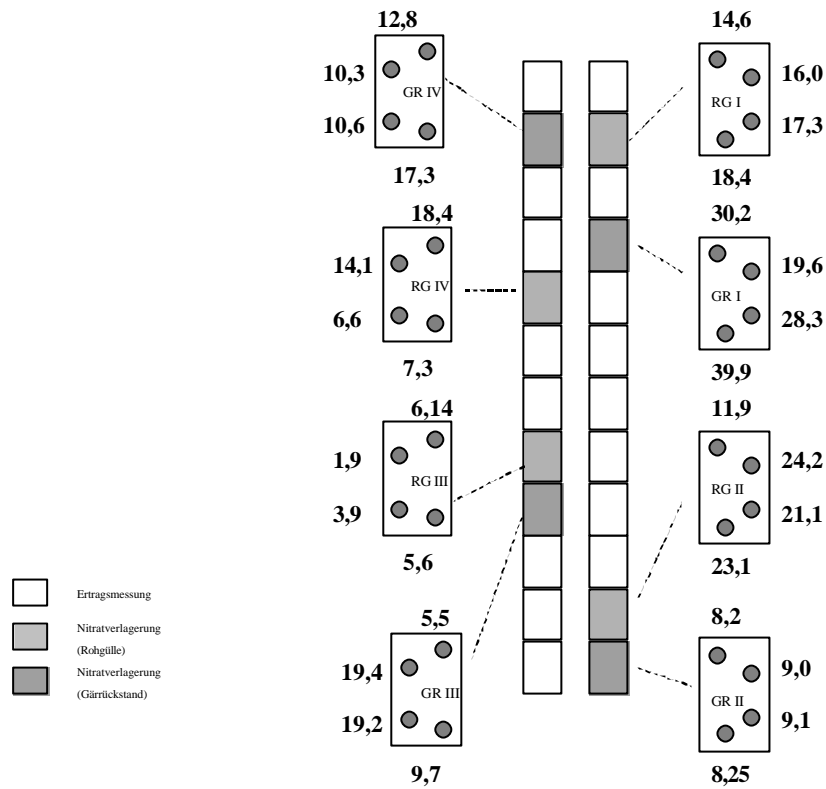 12,8
10,3
GR IV
10,6
17,3
18,4
14,1
RG IV
6,6
7,3
6,14
1,9
RG III
3,9
5,6
5,5
19,4
GR III
19,2
9,7
14,6
16,0
RG I
17,3
18,4
30,2
19,6
GR I
28,3
39,9
11,9
24,2
RG II
21,1
23,1
8,2
9,0
GR II
9,1
8,25
Ertragsmessung
Nitratverlagerung
(Rohgülle)
Nitratverlagerung
(Gärrückstand)